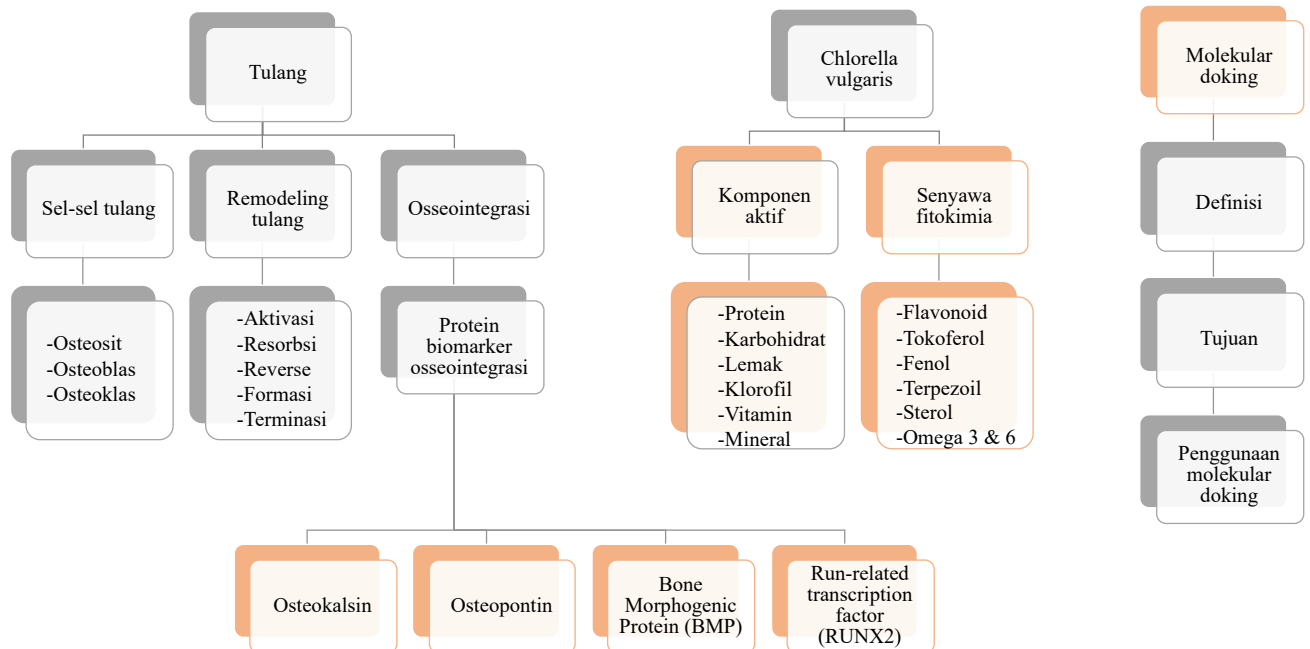 Tulang
Chlorella
vulgaris
Molekular
doking
Sel-sel tulang
Remodeling
tulang
Osseointegrasi
Komponen
aktif
Senyawa
fitokimia
Definisi
-Osteosit
-Osteoblas
-Osteoklas
-Aktivasi
-Resorbsi
-Reverse
-Formasi
-Terminasi
Protein
biomarker
osseointegrasi
-Protein
-Karbohidrat
-Lemak
-Klorofil
-Vitamin
-Mineral
-Flavonoid
-Tokoferol
-Fenol
-Terpezoil
-Sterol
-Omega 3 & 6
Tujuan
Penggunaan
molekular
doking
Osteokalsin
Osteopontin
Bone
Morphogenic
Protein (BMP)
Run-related
transcription
factor
(RUNX2)